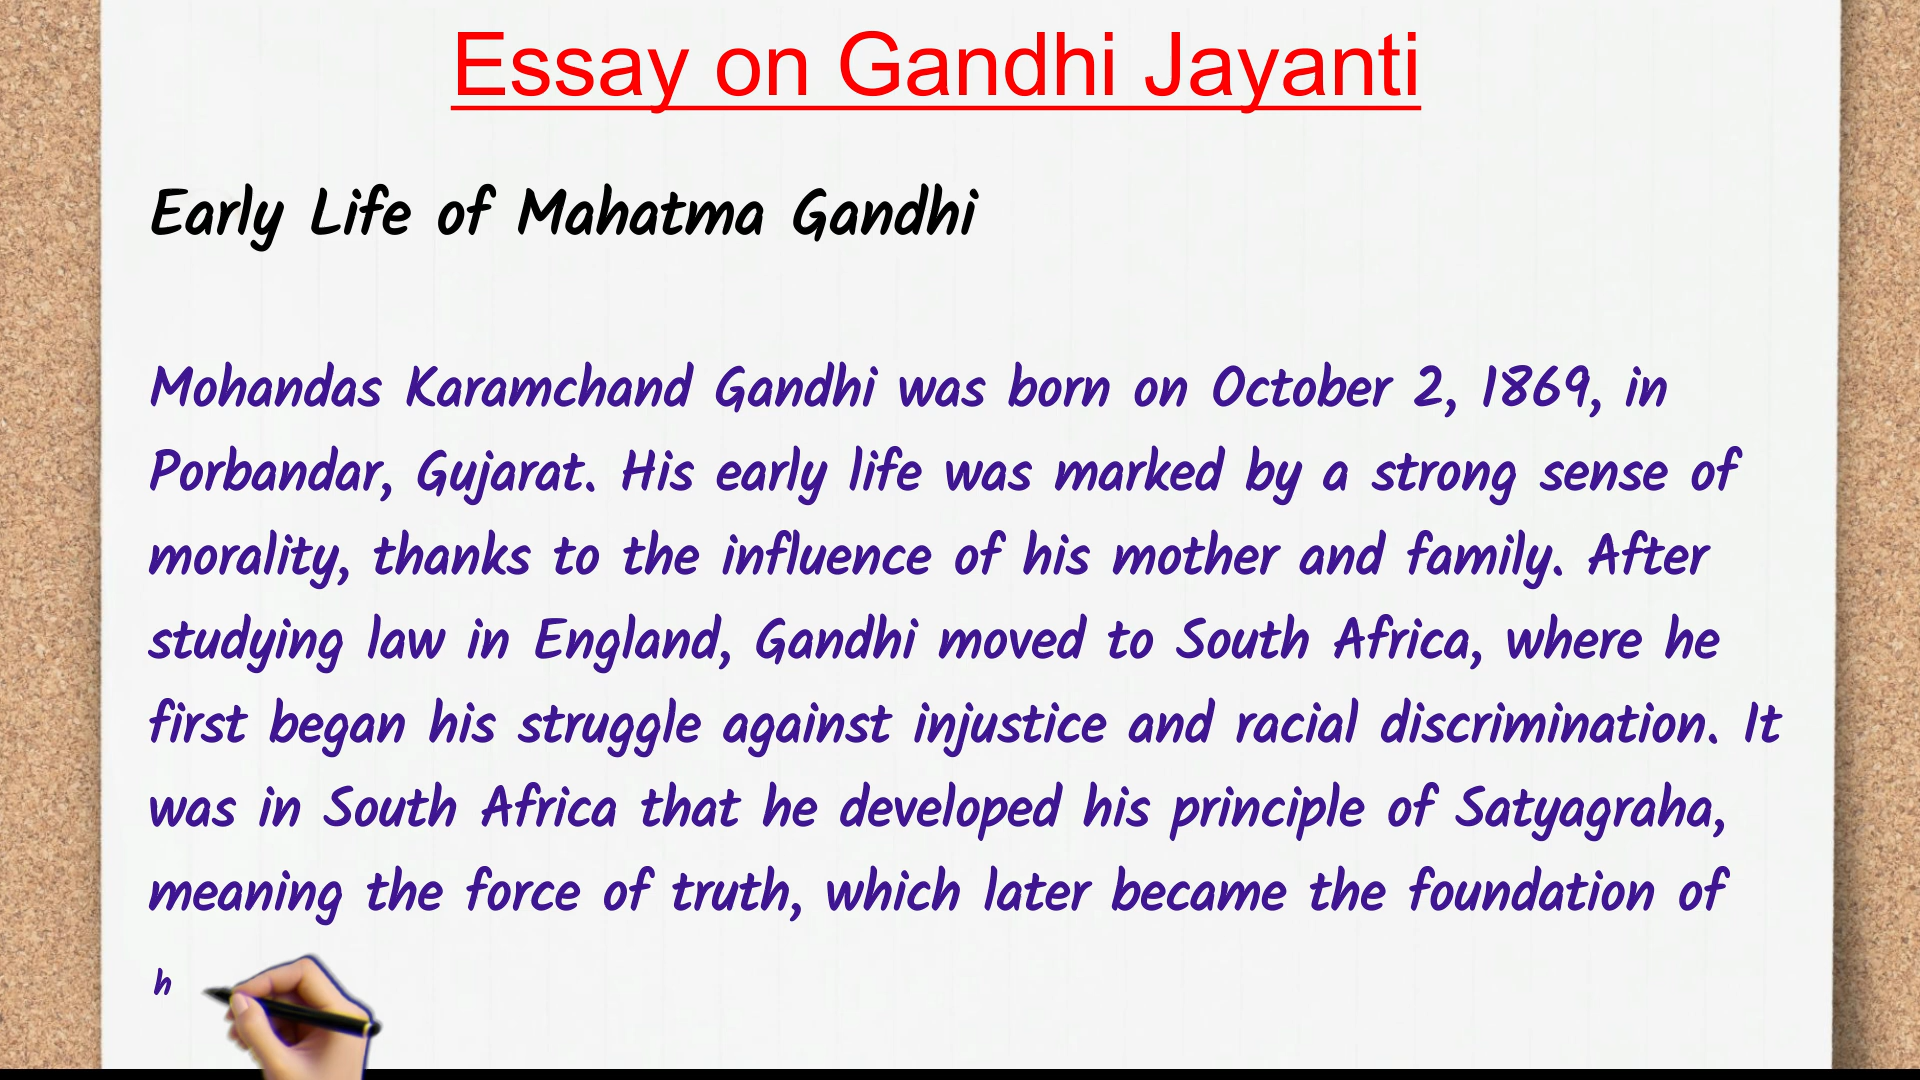 Essay on Gandhi Jayanti
Early Life of Mahatma Gandhi
Mohandas Karamchand Gandhi was born on October 2, 1869, in
Porbandar, Gujarat. His early life was marked by a strong sense of
morality, thanks to the influence of his mother and family. After
studying law in England, Gandhi moved to South Africa, where he
first began his struggle against injustice and racial discrimination. It
was in South Africa that he developed his principle of Satyagraha,
meaning the force of truth, which later became the foundation of
h